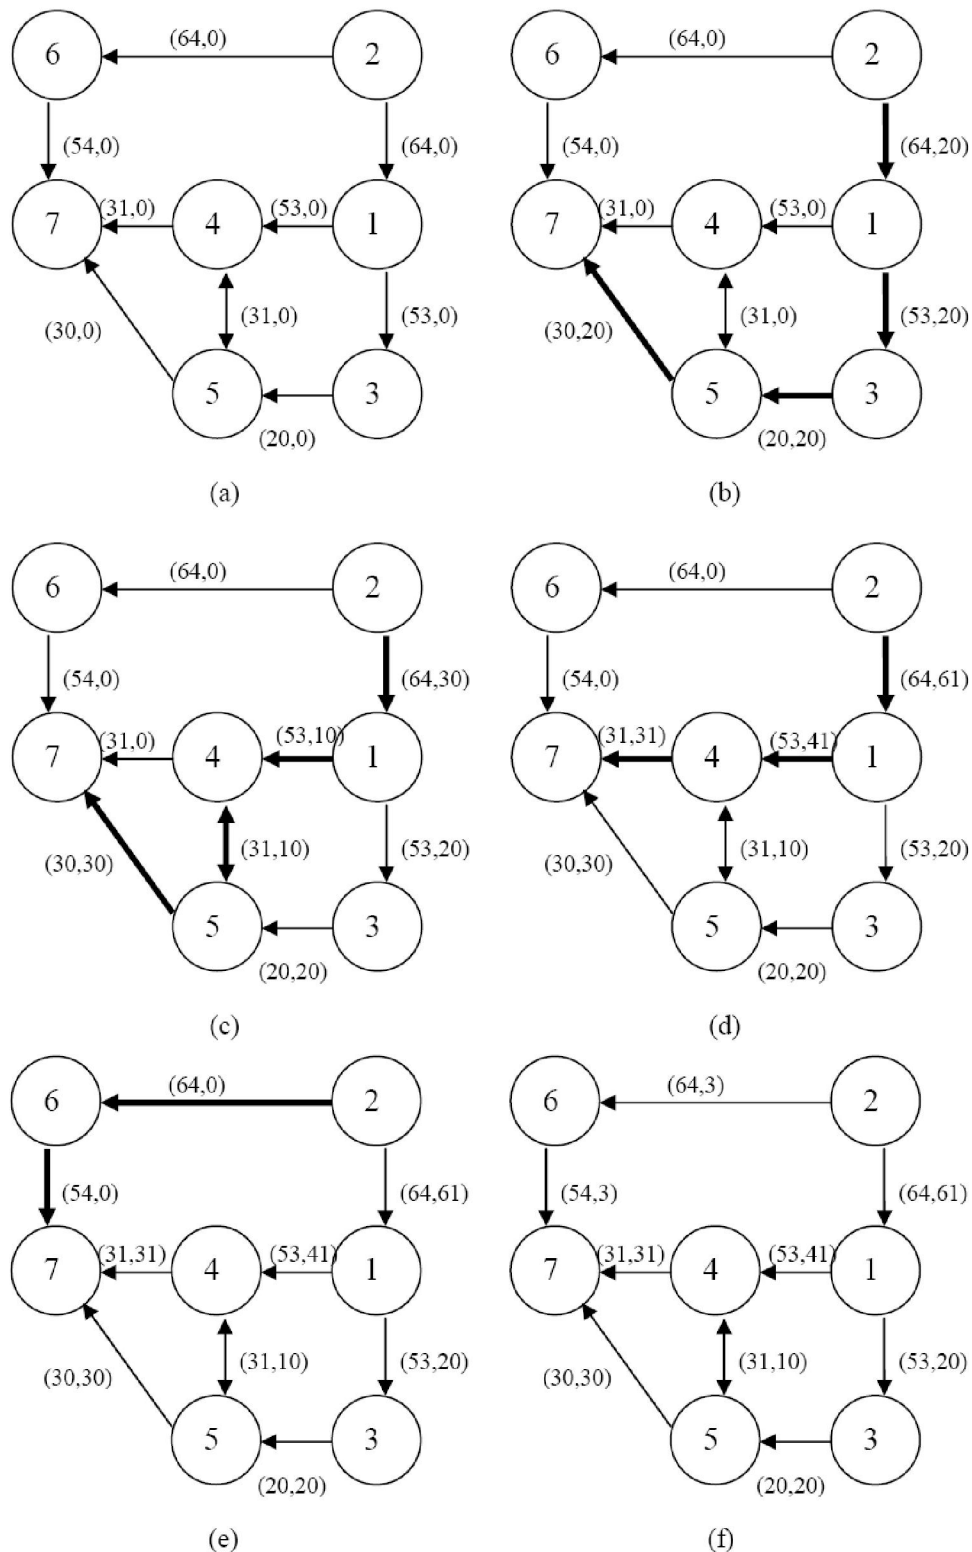 (64,0)
6 2
(54,0) (64,0)
7 (31,0) 4 (53,0) 1
(30,0) (31,0) (53,0)
5 3
(20,0)
(a)
(64,0)
6 2
(54,0) (64,20)
7 (31,0) 4 (53,0) 1
(30,20) (31,0) (53,20)
5 3
(20,20)
(b)
(64,0)
6 2
(54,0) (64,30)
7 (31,0) 4 (53,10) 1
(30,30) (31,10) (53,20)
5 3
(20,20)
(c)
(64,0)
6 2
(54,0) (64,61)
7 (31,31) 4 (53,41) 1
(30,30) (31,10) (53,20)
5 3
(20,20)
(d)
(64,0)
6 2
(54,0) (64,61)
7 (31,31) 4 (53,41) 1
(30,30) (31,10) (53,20)
5 3
(20,20)
(e)
(64,3)
6 2
(54,3) (64,61)
7 (31,31) 4 (53,41) 1
(30,30) (31,10) (53,20)
5 3
(20,20)
(f)